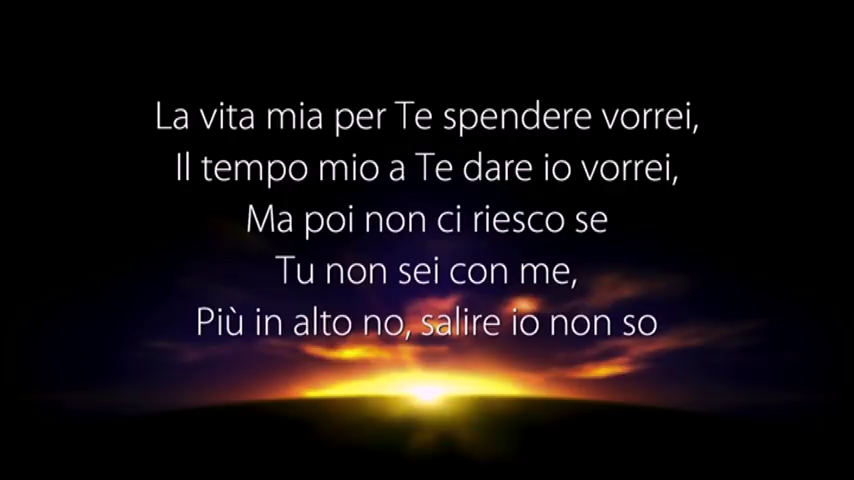 La vita mia per Te spendere vorrei,
Il tempo mio a Te dare io vorrei,
Ma poi non ci riesco se
Tu non sei con me,
Più in alto no, salire io non so